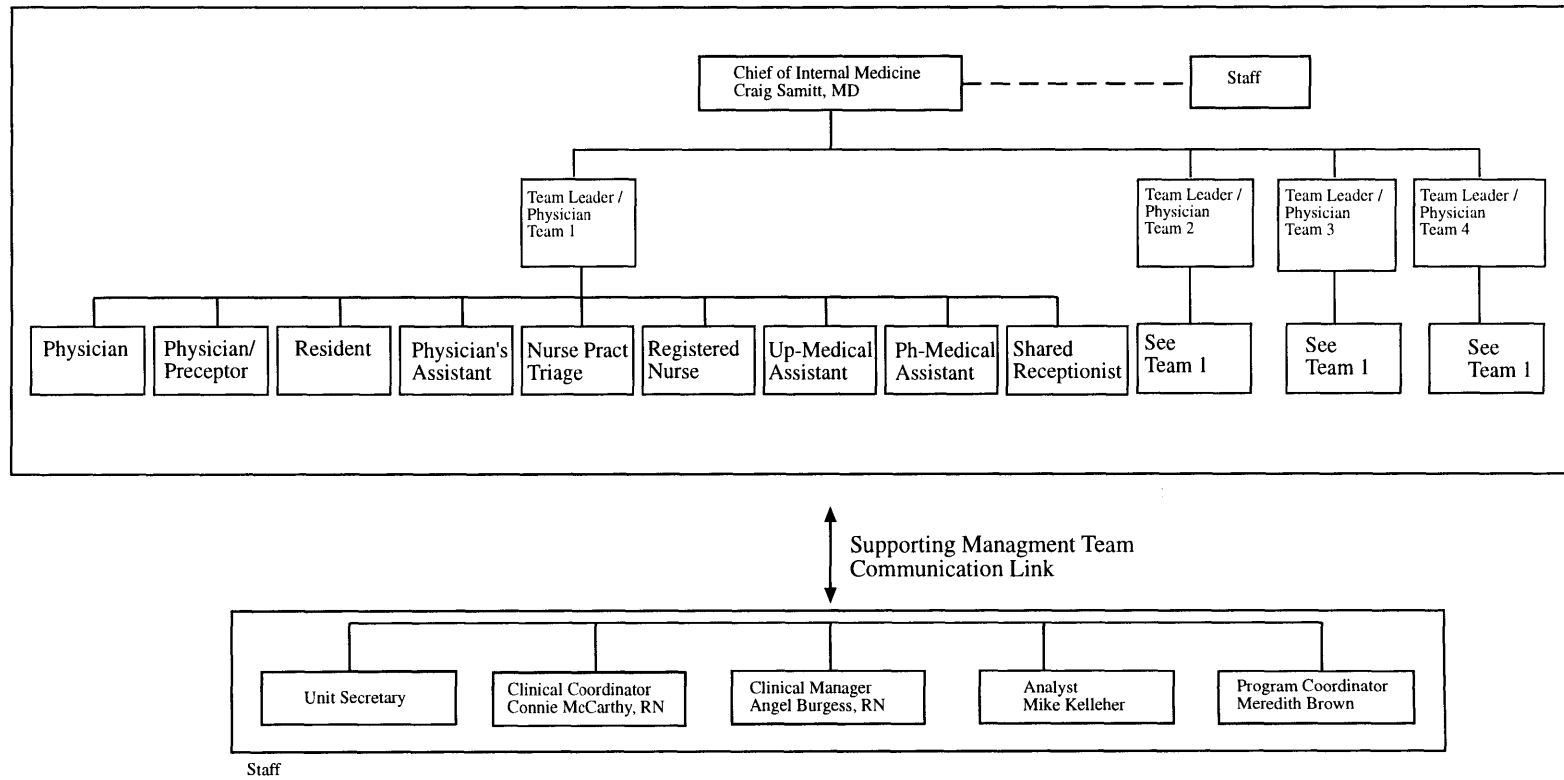 Chief of Internal Medicine
Craig Samitt, MD
Staff
Team Leader /
Physician
Team 1
Team Leader /
Physician
Team 2
Team Leader /
Physician
Team 3
Team Leader /
Physician
Team 4
Physician
Physician/
Preceptor
Resident
Physician's
Assistant
Nurse Pract
Triage
Registered
Nurse
Up-Medical
Assistant
Ph-Medical
Assistant
Shared
Receptionist
See
Team 1
See
Team 1
See
Team 1
Supporting Managment Team
Communication Link
Unit Secretary
Clinical Coordinator
Connie McCarthy, RN
Clinical Manager
Angel Burgess, RN
Analyst
Mike Kelleher
Program Coordinator
Meredith Brown
Staff